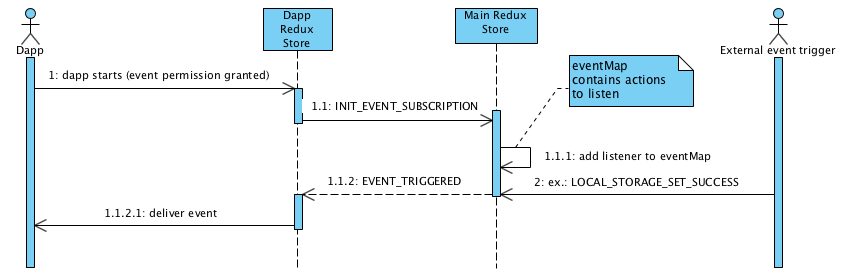 Dapp
Redux
Store
Main Redux
Store
Dapp
External event trigger
eventMap
contains actions
to listen
1: dapp starts (event permission granted)
1.1: INIT_EVENT_SUBSCRIPTION
1.1.1: add listener to eventMap
1.1.2: EVENT_TRIGGERED
2: ex.: LOCAL_STORAGE_SET_SUCCESS
1.1.2.1: deliver event